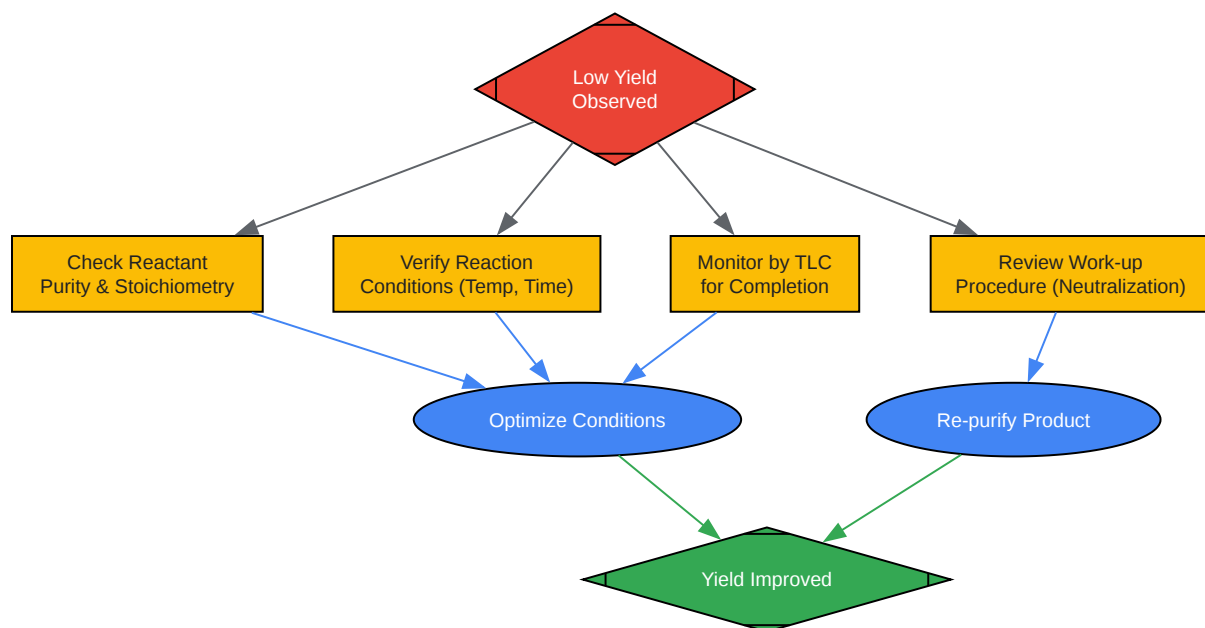 Low Yield
Observed
Check Reactant
Purity & Stoichiometry
Verify Reaction
Conditions (Temp, Time)
Monitor by TLC
for Completion
Review Work-up
Procedure (Neutralization)
Optimize Conditions
Re-purify Product
Yield Improved